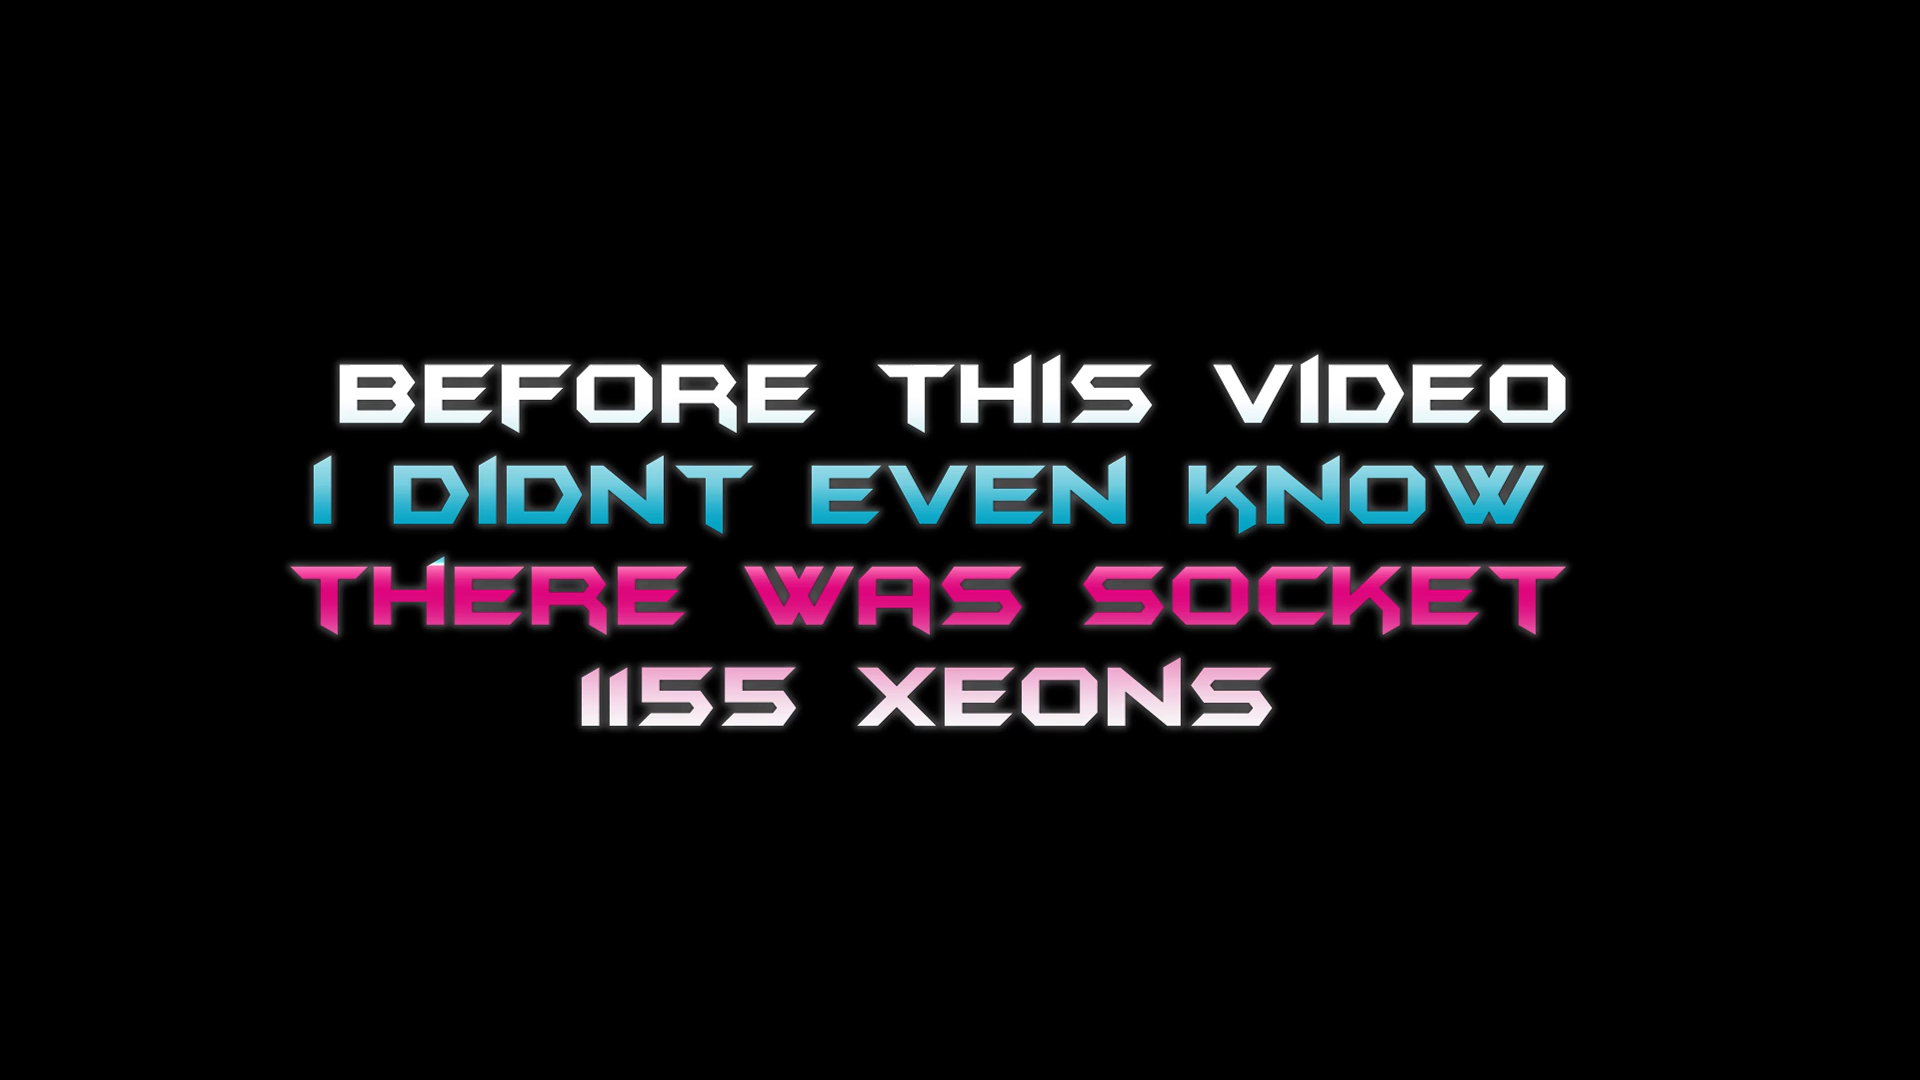 BEFORE THIS VIDEO
I DIDNT EVEN KNOW
THERE WAS SOCKET
1155 XEONS